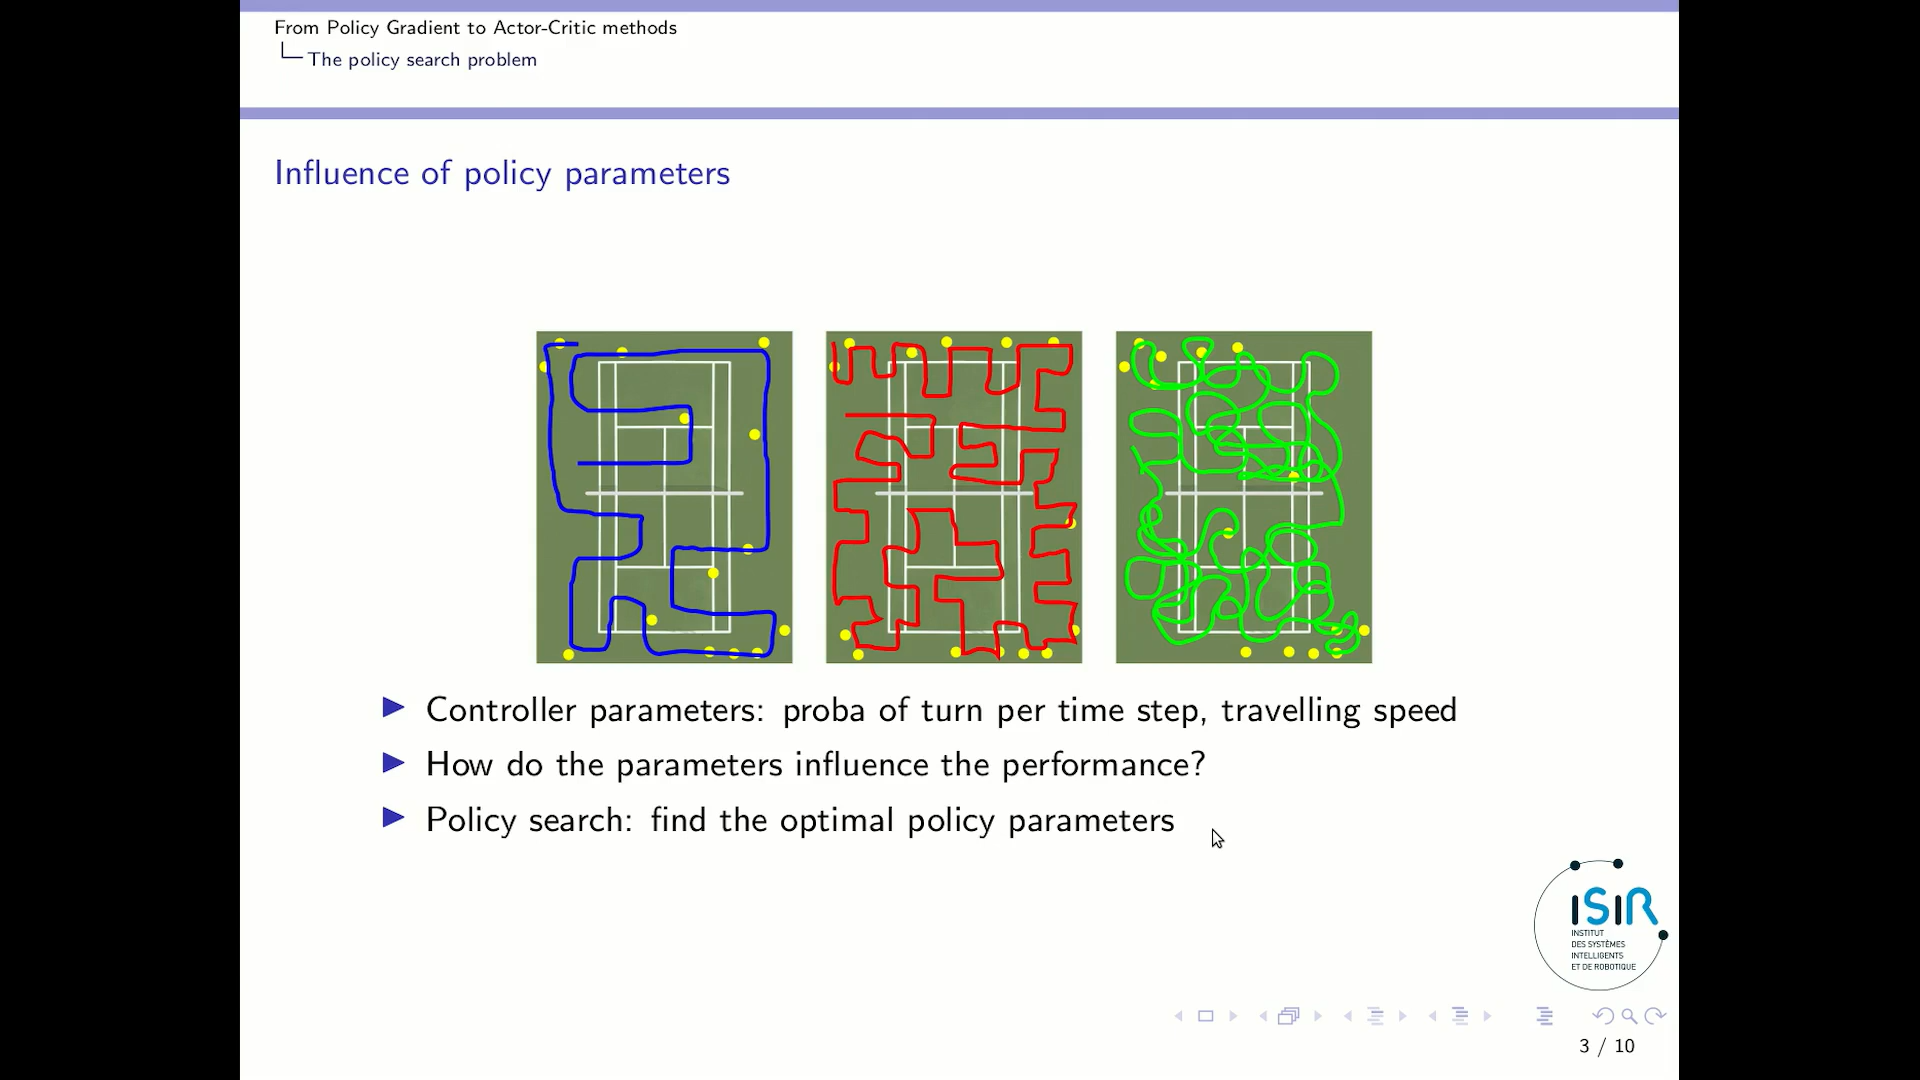 From Policy Gradient to Actor-Critic methods
The policy search problem
Influence of policy parameters
Controller parameters: proba of turn per time step, travelling speed
How do the parameters influence the performance?
Policy search: find the optimal policy parameters
ISIR
INSTITUT
DES SYSTÈMES
INTELLIGENTS
ET DE ROBOTIQUE
3 / 10